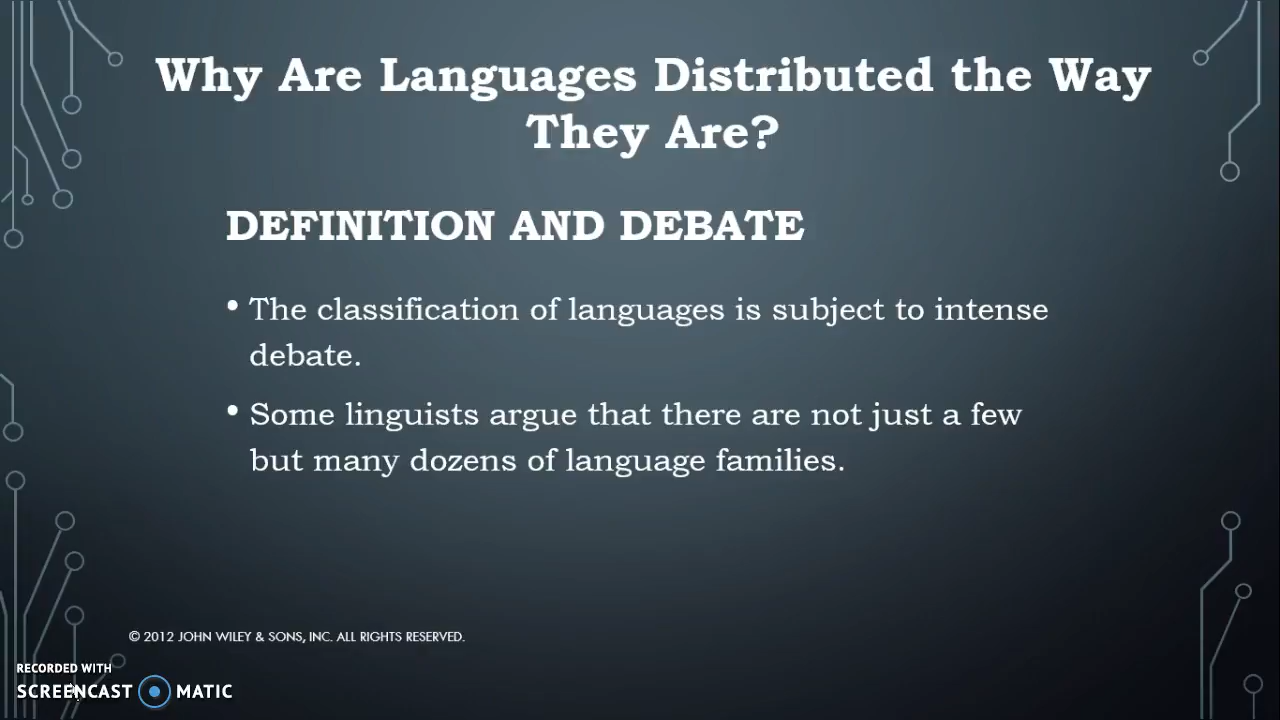 Why Are Languages Distributed the Way
They Are?
DEFINITION AND DEBATE
• The classification of languages is subject to intense
debate.
• Some linguists argue that there are not just a few
but many dozens of language families.
© 2012 JOHN WILEY & SONS, INC. ALL RIGHTS RESERVED.
RECORDED WITH
SCREENCAST MATIC